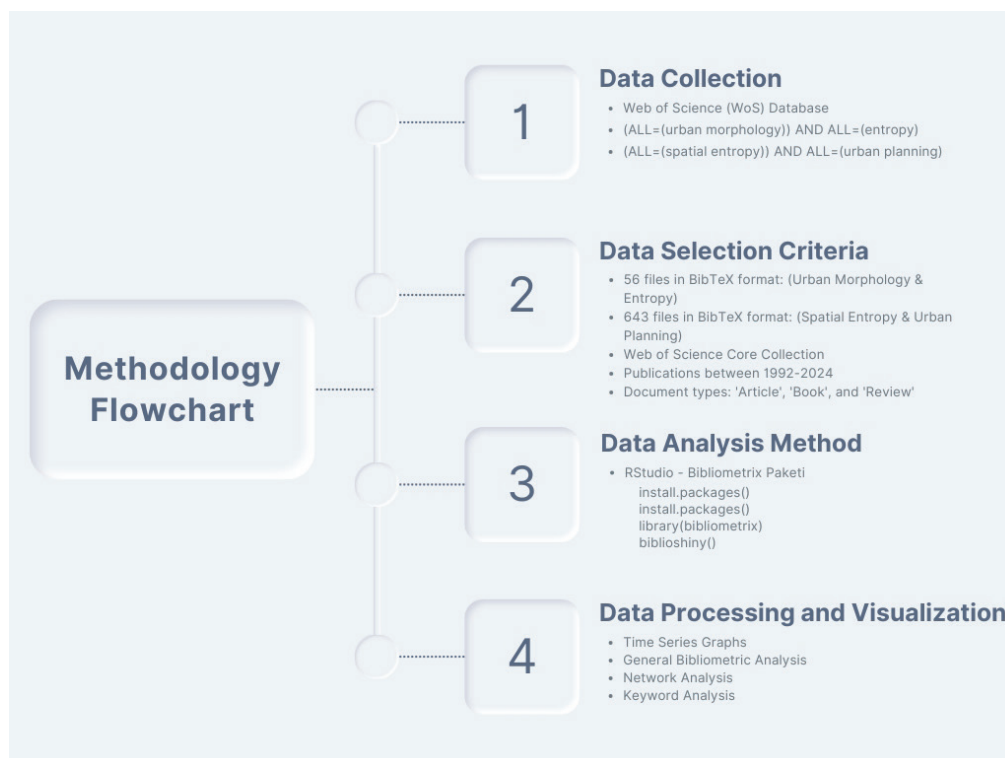 Methodology
Flowchart
1
Data Collection
• Web of Science (WoS) Database
• (ALL=(urban morphology)) AND ALL=(entropy)
• (ALL=(spatial entropy)) AND ALL=(urban planning)
2
Data Selection Criteria
• 56 files in BibTeX format: (Urban Morphology &
Entropy)
• 643 files in BibTeX format: (Spatial Entropy & Urban
Planning)
• Web of Science Core Collection
• Publications between 1992-2024
• Document types: 'Article', 'Book', and 'Review'
3
Data Analysis Method
• RStudio - Bibliometrix Paketi
install.packages()
install.packages()
library(bibliometrix)
biblioshiny()
4
Data Processing and Visualization
• Time Series Graphs
• General Bibliometric Analysis
• Network Analysis
• Keyword Analysis